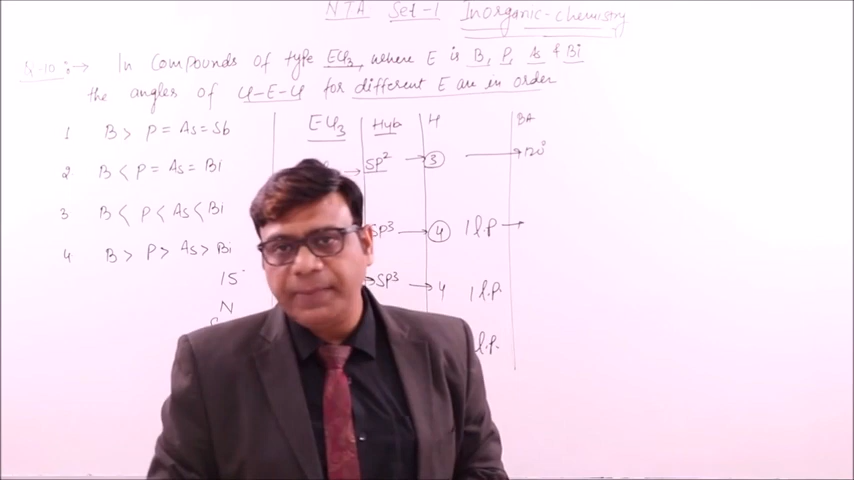 NTA Set-1 Inorganic-chemistry
Q-10 :→ In Compounds of type ECl3, where E is B, P, As & Bi
the angles of Cl-E-Cl for different E are in order
1 B > P = As = Sb
2. B < P = As = Bi
3 B < P < As < Bi
4 B > P > As > Bi
ECl3 Hyb 4 BA
→ SP² → 3 → 120°
SP³ → 4 1 l.P →
→ SP³ → 4 1 l.P.
l.P.
15
N